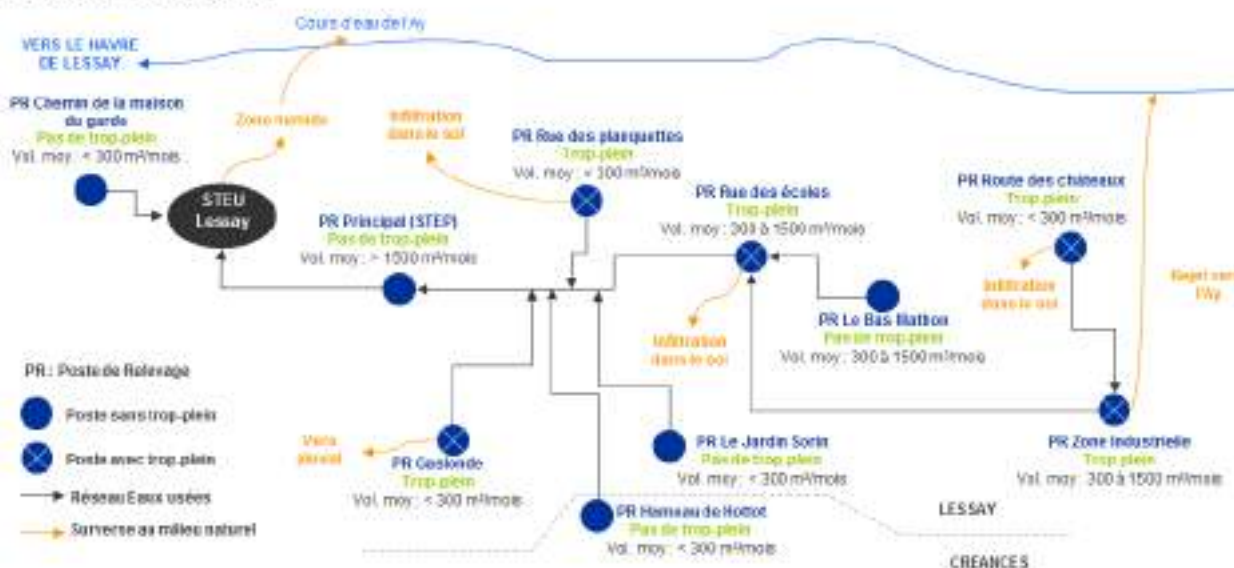 Cours d'eau de l'Ay
VERS LE HAVRE
DE LESSAY
PR Chemin de la maison
du garde
Pas de trop-plein
Vol. moy : < 300 m³/mois
Zone humide
Infiltration
dans le sol
PR Rue des planquettes
Trop-plein
Vol. moy : < 300 m³/mois
STEU
Lessay
PR Principal (STEP)
Pas de trop-plein
Vol. moy : > 1500 m³/mois
PR Rue des écoles
Trop-plein
Vol. moy : 300 à 1500 m³/mois
PR Route des châteaux
Trop-plein
Vol. moy : < 300 m³/mois
Infiltration
dans le sol
Rejet vers
l'Ay
Infiltration
dans le sol
PR Le Bas Mathon
Pas de trop-plein
Vol. moy : 300 à 1500 m³/mois
PR : Poste de Relevage
Poste sans trop-plein
Poste avec trop-plein
Réseau Eaux usées
Surverse au milieu naturel
Vers
pluvial
PR Gaslonde
Trop-plein
Vol. moy : < 300 m³/mois
PR Le Jardin Sorin
Pas de trop-plein
Vol. moy : < 300 m³/mois
PR Zone Industrielle
Trop plein
Vol. moy : 300 à 1500 m³/mois
PR Hameau de Hottot
Pas de trop-plein
Vol. moy : < 300 m³/mois
LESSAY
CREANCES